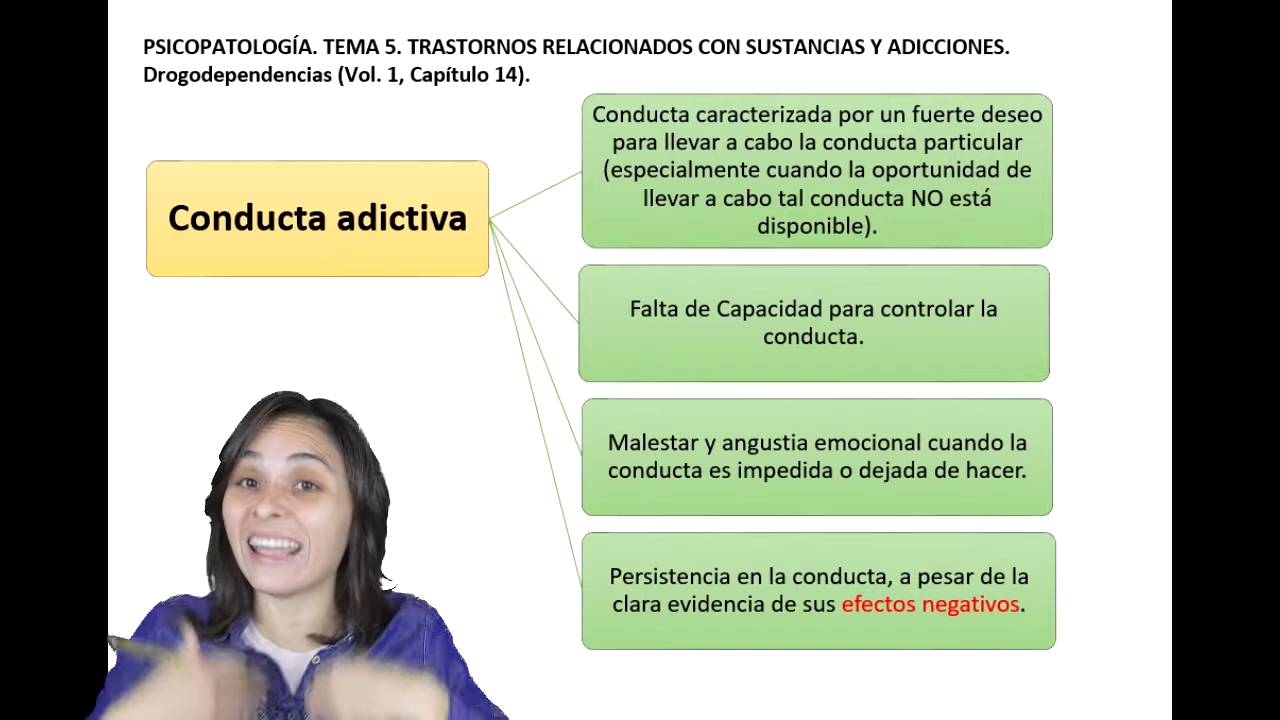 PSICOPATOLOGÍA. TEMA 5. TRASTORNOS RELACIONADOS CON SUSTANCIAS Y ADICCIONES.
Drogodependencias (Vol. 1, Capítulo 14).
Conducta adictiva
Conducta caracterizada por un fuerte deseo
para llevar a cabo la conducta particular
(especialmente cuando la oportunidad de
llevar a cabo tal conducta NO está
disponible).
Falta de Capacidad para controlar la
conducta.
Malestar y angustia emocional cuando la
conducta es impedida o dejada de hacer.
Persistencia en la conducta, a pesar de la
clara evidencia de sus efectos negativos.